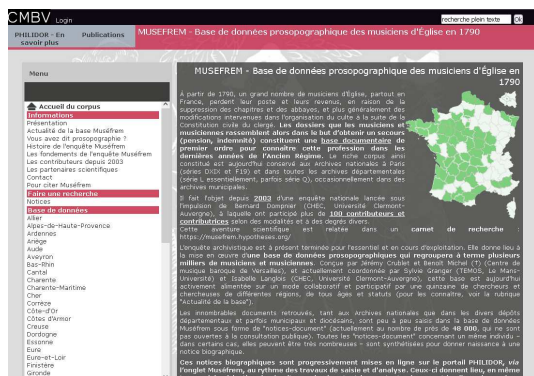 CMBV Login
recherche plein texte Ok
PHILIDOR - En savoir plus
Publications
MUSEFREM - Base de données prosopographique des musiciens d'Église en 1790
Menu
Accueil du corpus
Informations
Présentation
Actualité de la base Muséfrem
Vous avez dit prosopographie ?
Histoire de l'enquête Muséfrem
Les fondements de l'enquête Muséfrem
Les contributeurs depuis 2003
Les partenaires scientifiques
Contact
Pour citer Muséfrem
Faire une recherche
Notices
Base de données
Allier
Alpes-de-Haute-Provence
Ardennes
Ariège
Aude
Aveyron
Bas-Rhin
Cantal
Charente
Charente-Maritime
Cher
Corrèze
Côte-d'Or
Côtes d'Armor
Creuse
Dordogne
Essonne
Eure
Eure-et-Loir
Finistère
Gironde
MUSEFREM - Base de données prosopographique des musiciens d'Église en
1790
À partir de 1790, un grand nombre de musiciens d'Église, partout en
France, perdent leur poste et leurs revenus, en raison de la
suppression des chapitres et des abbayes, et plus généralement des
modifications intervenues dans l'organisation du culte à la suite de la
Constitution civile du clergé. Les dossiers que les musiciens et
musiciennes rassemblent alors dans le but d'obtenir un secours
(pension, indemnité) constituent une base documentaire de
premier ordre pour connaître cette profession dans les
dernières années de l'Ancien Régime. Le riche corpus ainsi
constitué est aujourd'hui conservé aux Archives nationales à Paris
(séries DXIX et F19) et dans toutes les archives départementales
(série L essentiellement, parfois série Q), occasionnellement dans des
archives municipales.
Il fait l'objet depuis 2003 d'une enquête nationale lancée sous
l'impulsion de Bernard Dompnier (CHEC, Université Clermont-
Auvergne), à laquelle ont participé plus de 100 contributeurs et
contributrices selon des modalités et à des degrés divers.
Cette aventure scientifique est relatée dans un carnet de recherche :
https://musefrem.hypotheses.org/
L'enquête archivistique est à présent terminée pour l'essentiel et en cours d'exploitation. Elle donne lieu à
la mise en œuvre d'une base de données prosopographiques qui regroupera à terme plusieurs
milliers de musiciens et musiciennes. Conçue par Jérémy Crublet et Benoît Michel (†) (Centre de
musique baroque de Versailles), et actuellement coordonnée par Sylvie Granger (TEMOS, Le Mans-
Université) et Isabelle Langlois (CHEC, Université Clermont-Auvergne), cette base est aujourd'hui
activement alimentée sur un mode collaboratif et participatif par une quinzaine de chercheurs et
chercheuses de différentes régions, de tous âges et statuts (pour les connaître, voir la rubrique
"Actualité de la base").
Les innombrables documents retrouvés, tant aux Archives nationales que dans les divers dépôts
départementaux et parfois municipaux et diocésains, sont peu à peu saisis dans la base de données
Muséfrem sous forme de "notices-document" (actuellement au nombre de près de 48 000, qui ne sont
pas ouvertes à la consultation publique). Toutes les "notices-document" concernant un même individu –
dans certains cas, elles peuvent être très nombreuses – sont synthétisées pour donner naissance à une
notice biographique.
Ces notices biographiques sont progressivement mises en ligne sur le portail PHILIDOR, via
l'onglet Muséfrem, au rythme des travaux de saisie et d'analyse. Ceux-ci donnent lieu, en même